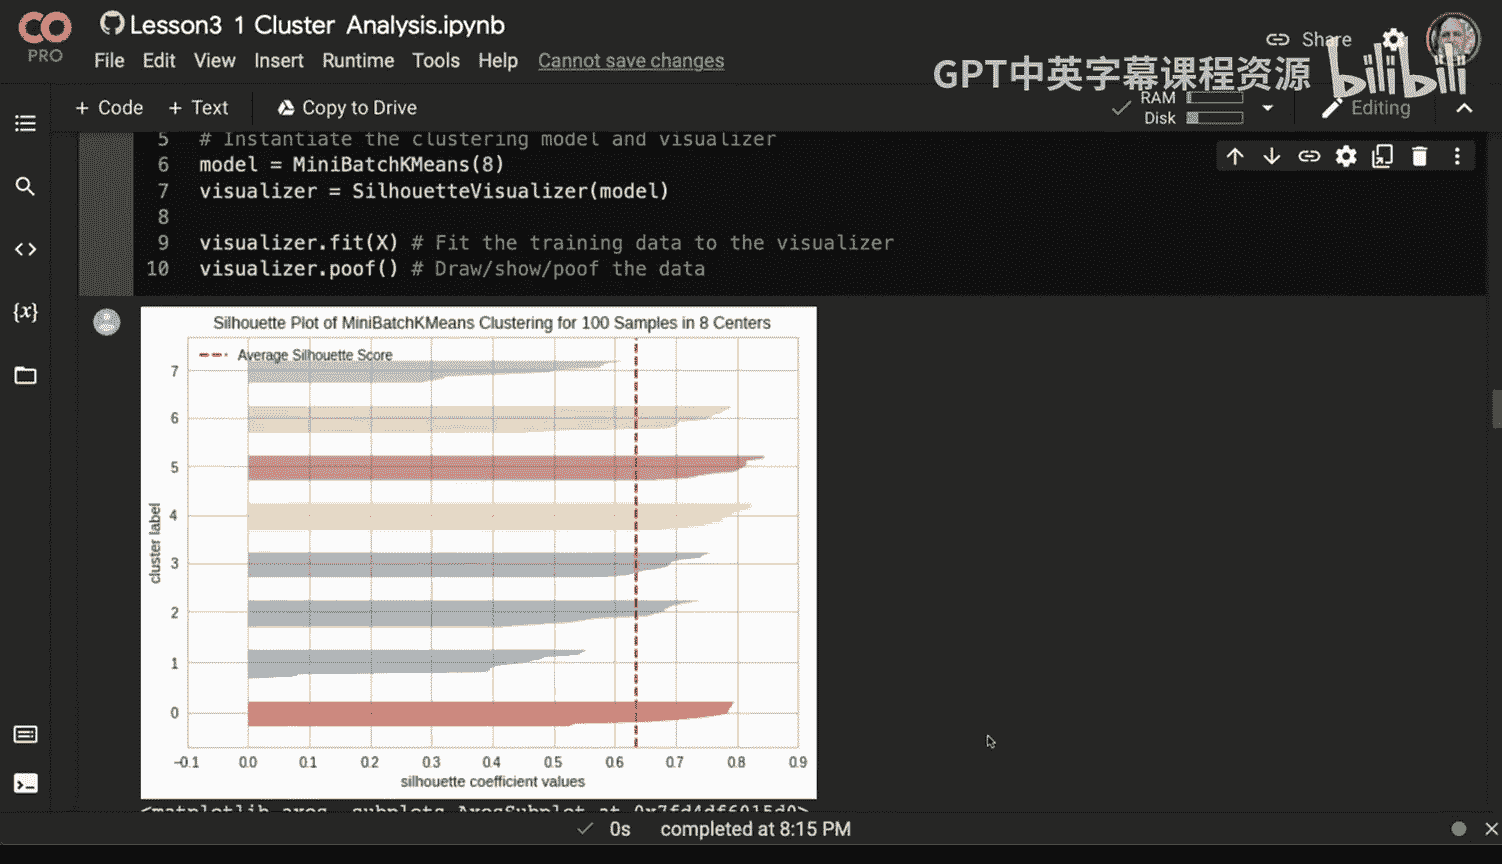 CO
PRO
Lesson3 1 Cluster Analysis.ipynb
File Edit View Insert Runtime Tools Help Cannot save changes
Share
GPT中英字幕课程资源 bilibili
+ Code + Text Copy to Drive
RAM
Disk
Editing
5 # Instantiate the clustering model and visualizer
6 model = MiniBatchKMeans(8)
7 visualizer = SilhouetteVisualizer(model)
8
9 visualizer.fit(X) # Fit the training data to the visualizer
10 visualizer.poof() # Draw/show/poof the data
{x}
Silhouette Plot of MiniBatchKMeans Clustering for 100 Samples in 8 Centers
Average Silhouette Score
7
6
5
4
3
2
1
0
cluster label
−0.1 0.0 0.1 0.2 0.3 0.4 0.5 0.6 0.7 0.8 0.9
silhouette coefficient values
0s completed at 8:15 PM